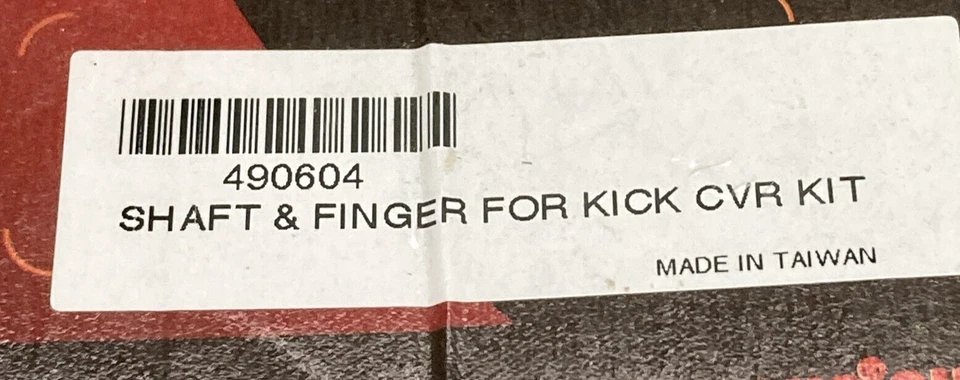 490604
SHAFT & FINGER FOR KICK CVR KIT
MADE IN TAIWAN